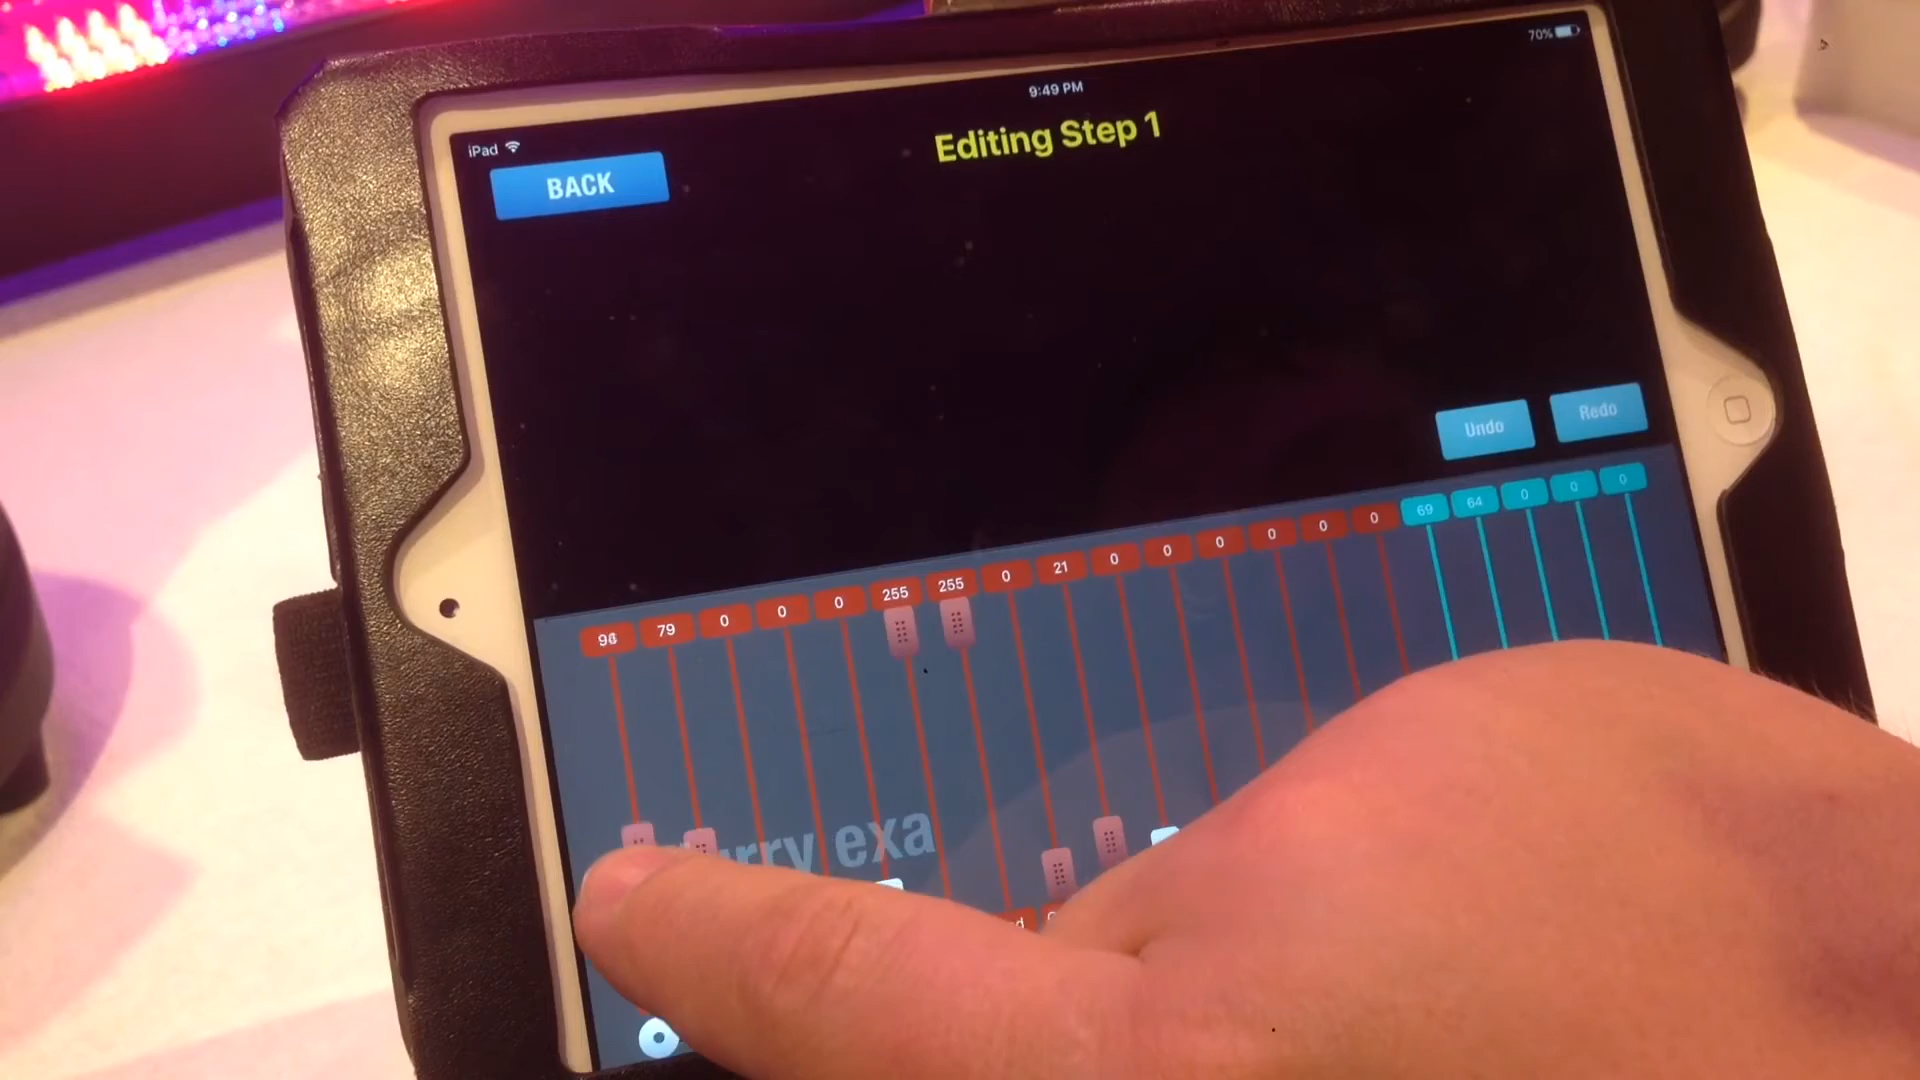 iPad
9:49 PM
70%
BACK
Editing Step 1
Undo
Redo
79 0 0 0 255 255 0 21 0 0 0 0 0 0 69 64 0 0 0
exa